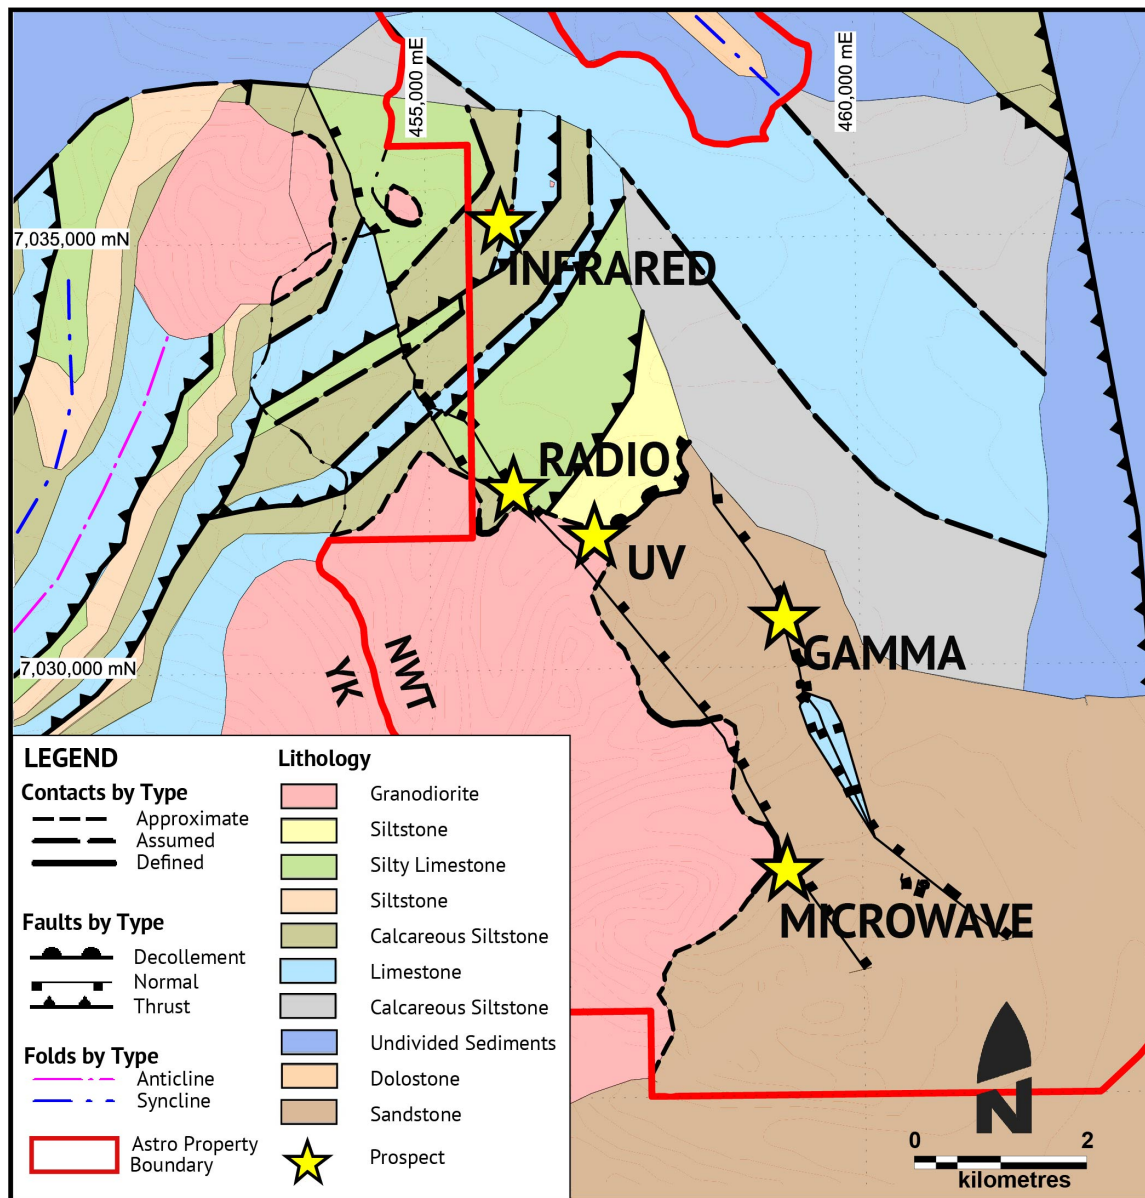 455,000 mE
460,000 mE
7,035,000 mN
INFRARED
RADIO
UV
GAMMA
7,030,000 mN
YK
NWT
MICROWAVE
LEGEND
Contacts by Type
Approximate
Assumed
Defined
Faults by Type
Decollement
Normal
Thrust
Folds by Type
Anticline
Syncline
Astro Property
Boundary
Lithology
Granodiorite
Siltstone
Silty Limestone
Siltstone
Calcareous Siltstone
Limestone
Calcareous Siltstone
Undivided Sediments
Dolostone
Sandstone
Prospect
N
0 2
kilometres